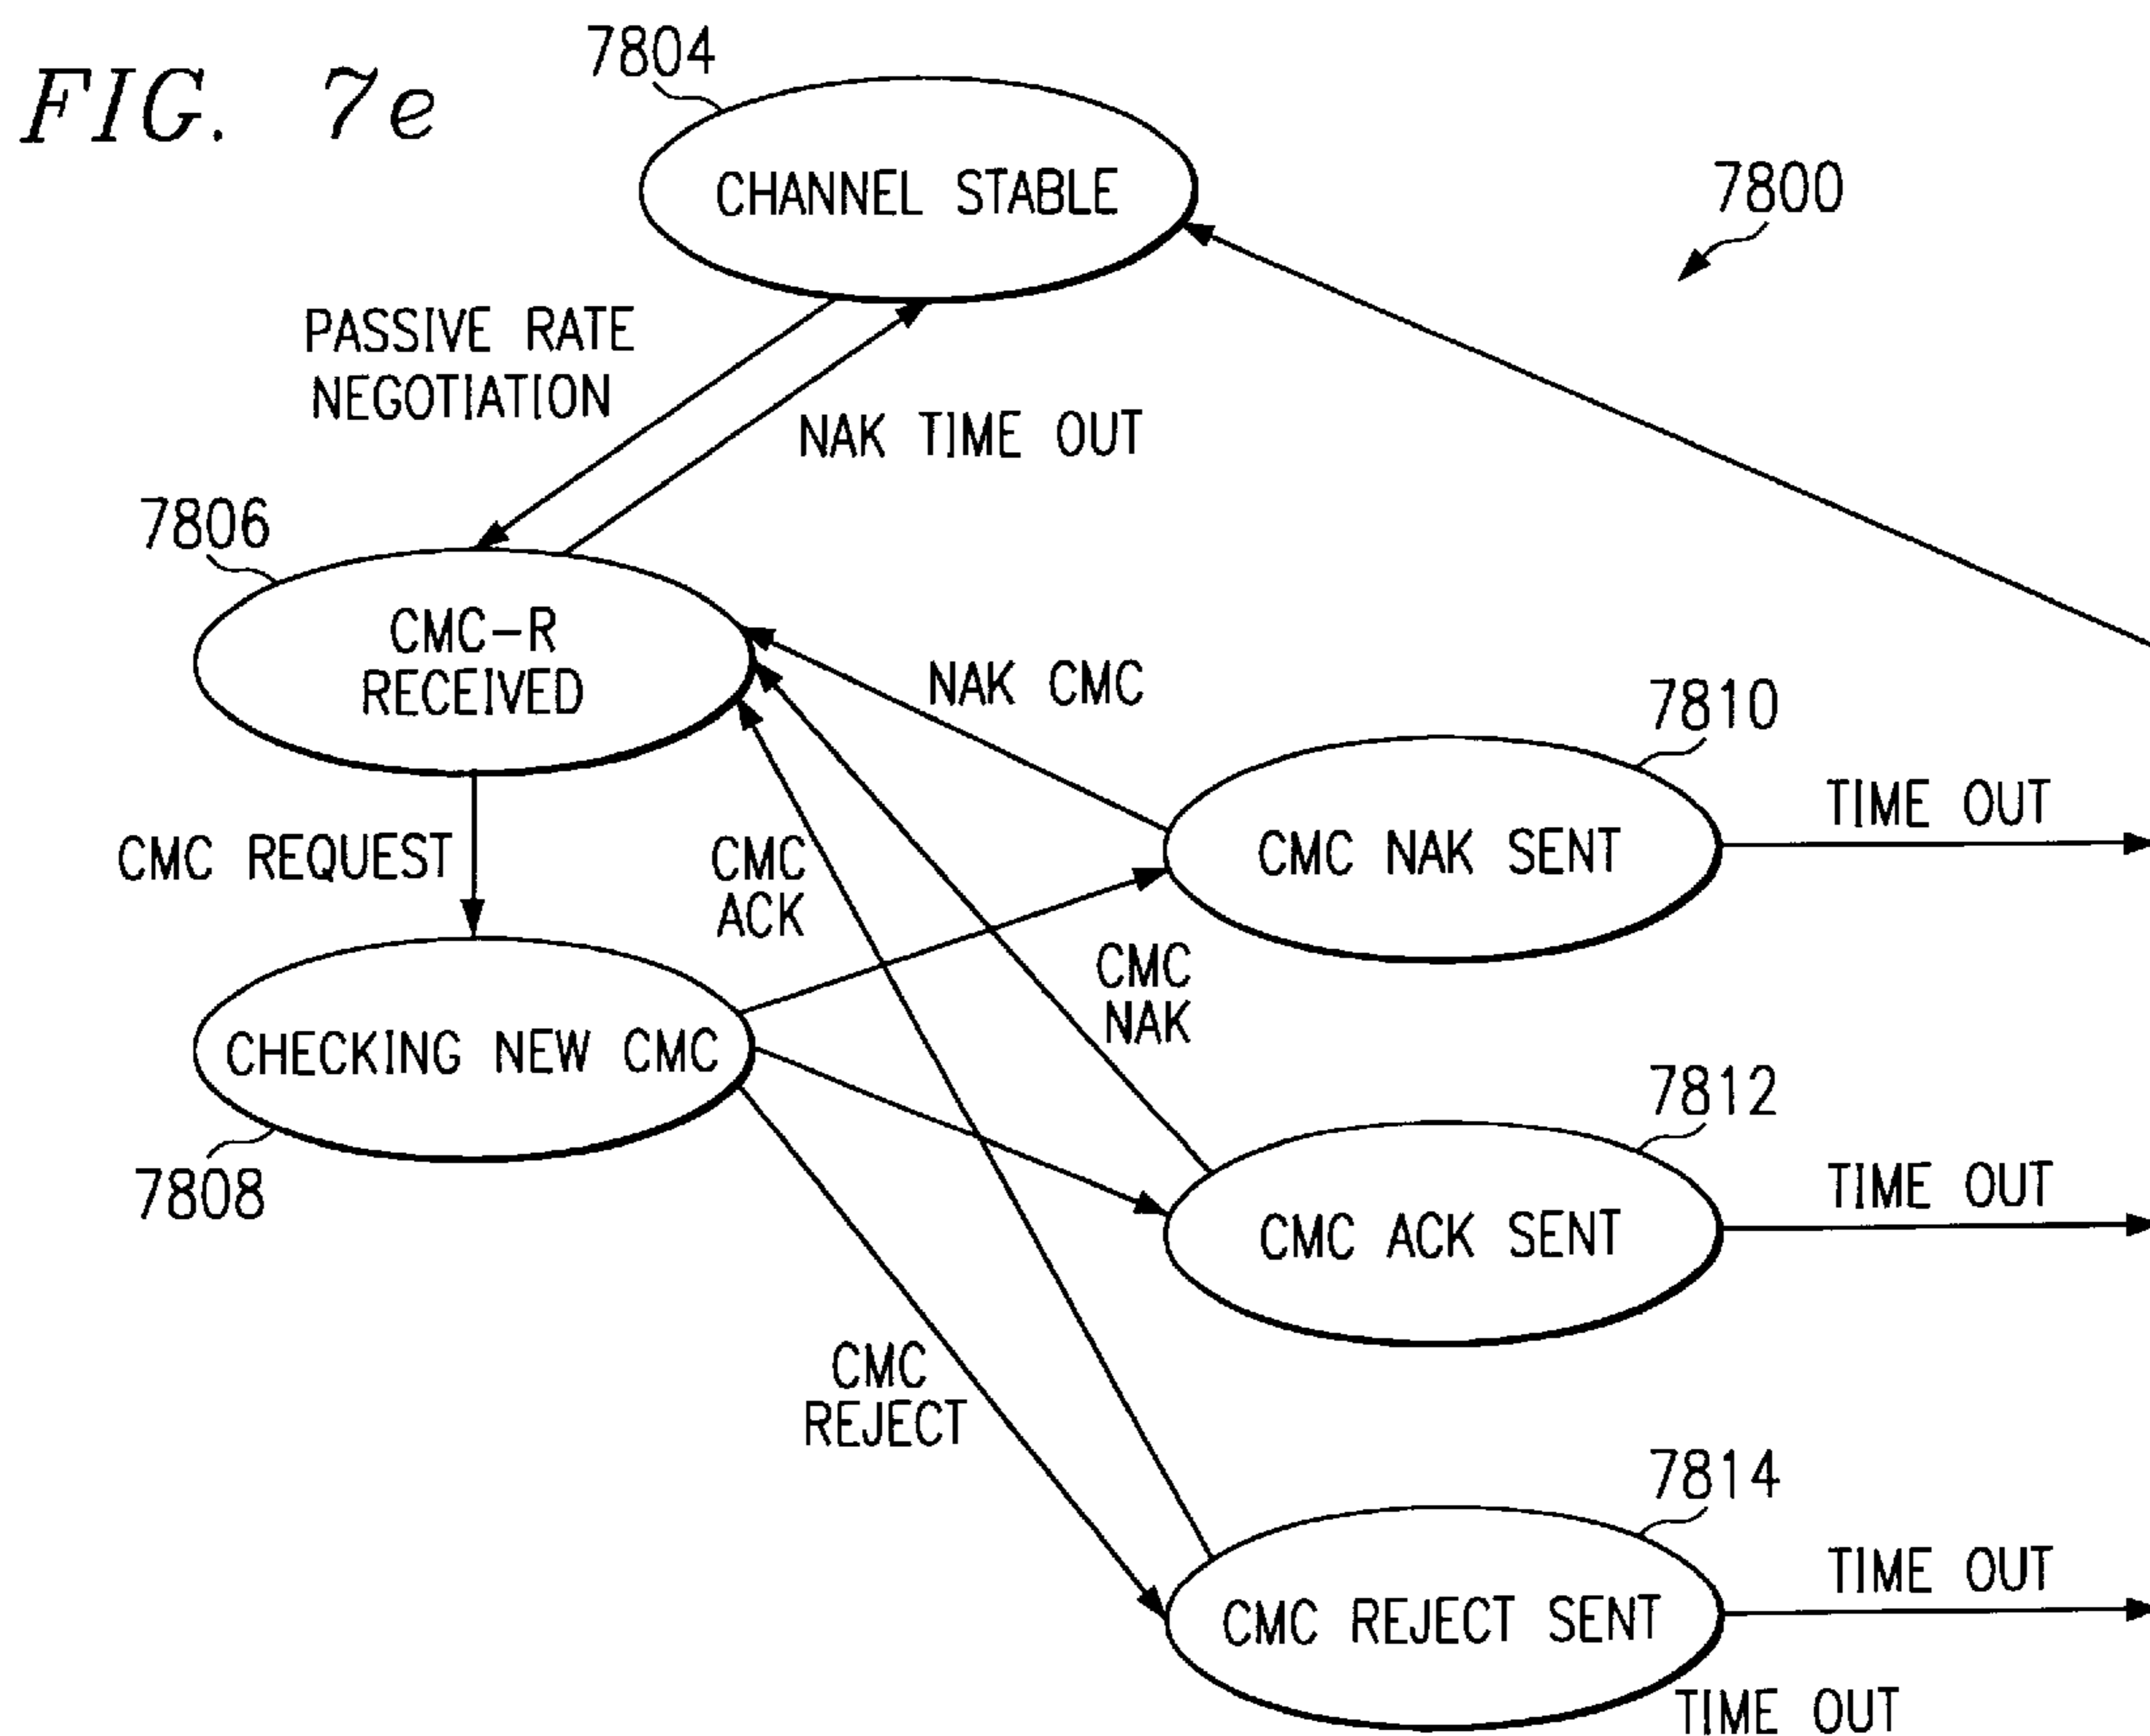 FIG. 7e
7804
CHANNEL STABLE
7800
PASSIVE RATE
NEGOTIATION
NAK TIME OUT
7806
CMC-R
RECEIVED
NAK CMC
7810
CMC REQUEST
CMC
ACK
CMC NAK SENT
TIME OUT
CMC
NAK
CHECKING NEW CMC
7808
7812
CMC ACK SENT
TIME OUT
CMC
REJECT
7814
CMC REJECT SENT
TIME OUT
TIME OUT